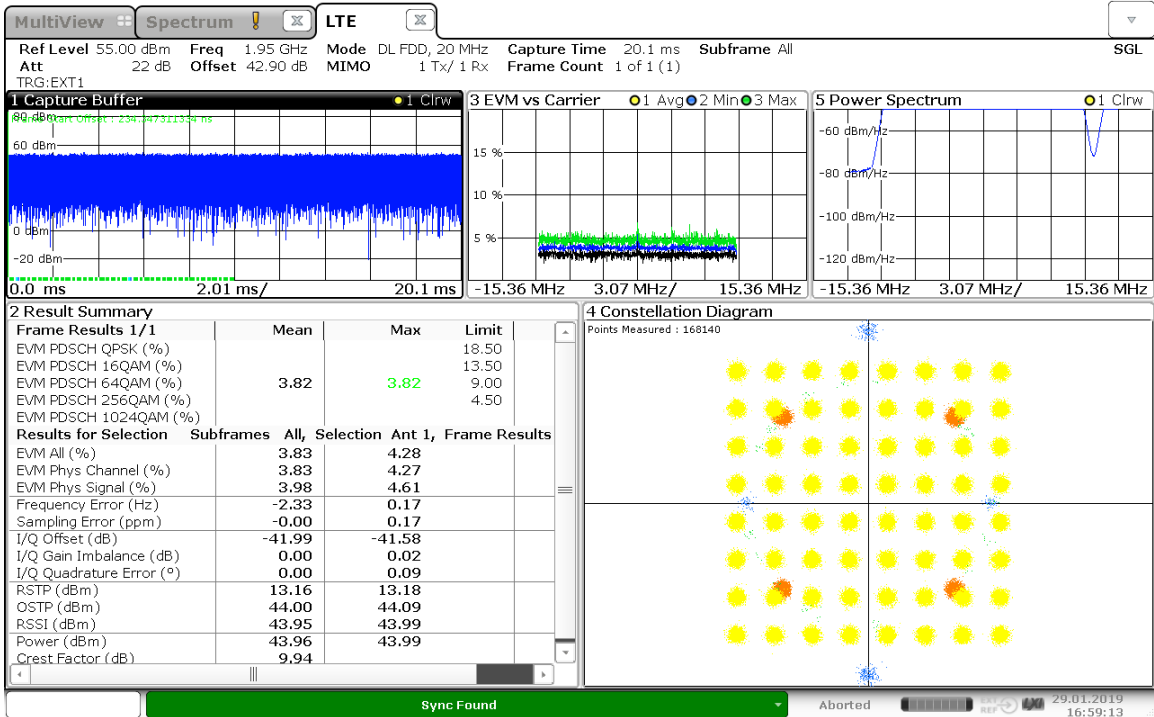 MultiView Spectrum LTE
Ref Level 55.00 dBm Freq 1.95 GHz Mode DL FDD, 20 MHz Capture Time 20.1 ms Subframe All SGL
Att 22 dB Offset 42.90 dB MIMO 1 Tx/ 1 Rx Frame Count 1 of 1 (1)
TRG:EXT1
1 Capture Buffer 1 Clrw
80 dBm
Frame Start Offset : 234.347311334 ns
60 dBm
0 dBm
-20 dBm
0.0 ms 2.01 ms/ 20.1 ms
3 EVM vs Carrier 1 Avg 2 Min 3 Max
15 %
10 %
5 %
-15.36 MHz 3.07 MHz/ 15.36 MHz
5 Power Spectrum 1 Clrw
-60 dBm/Hz
-80 dBm/Hz
-100 dBm/Hz
-120 dBm/Hz
-15.36 MHz 3.07 MHz/ 15.36 MHz
2 Result Summary
Frame Results 1/1 Mean Max Limit
EVM PDSCH QPSK (%) 18.50
EVM PDSCH 16QAM (%) 13.50
EVM PDSCH 64QAM (%) 3.82 3.82 9.00
EVM PDSCH 256QAM (%) 4.50
EVM PDSCH 1024QAM (%)
Results for Selection Subframes All, Selection Ant 1, Frame Results
EVM All (%) 3.83 4.28
EVM Phys Channel (%) 3.83 4.27
EVM Phys Signal (%) 3.98 4.61
Frequency Error (Hz) -2.33 0.17
Sampling Error (ppm) -0.00 0.17
I/Q Offset (dB) -41.99 -41.58
I/Q Gain Imbalance (dB) 0.00 0.02
I/Q Quadrature Error (°) 0.00 0.09
RSTP (dBm) 13.16 13.18
OSTP (dBm) 44.00 44.09
RSSI (dBm) 43.95 43.99
Power (dBm) 43.96 43.99
Crest Factor (dB) 9.94
4 Constellation Diagram
Points Measured : 168140
Sync Found
Aborted
EXT
REF
LXI
29.01.2019
16:59:13